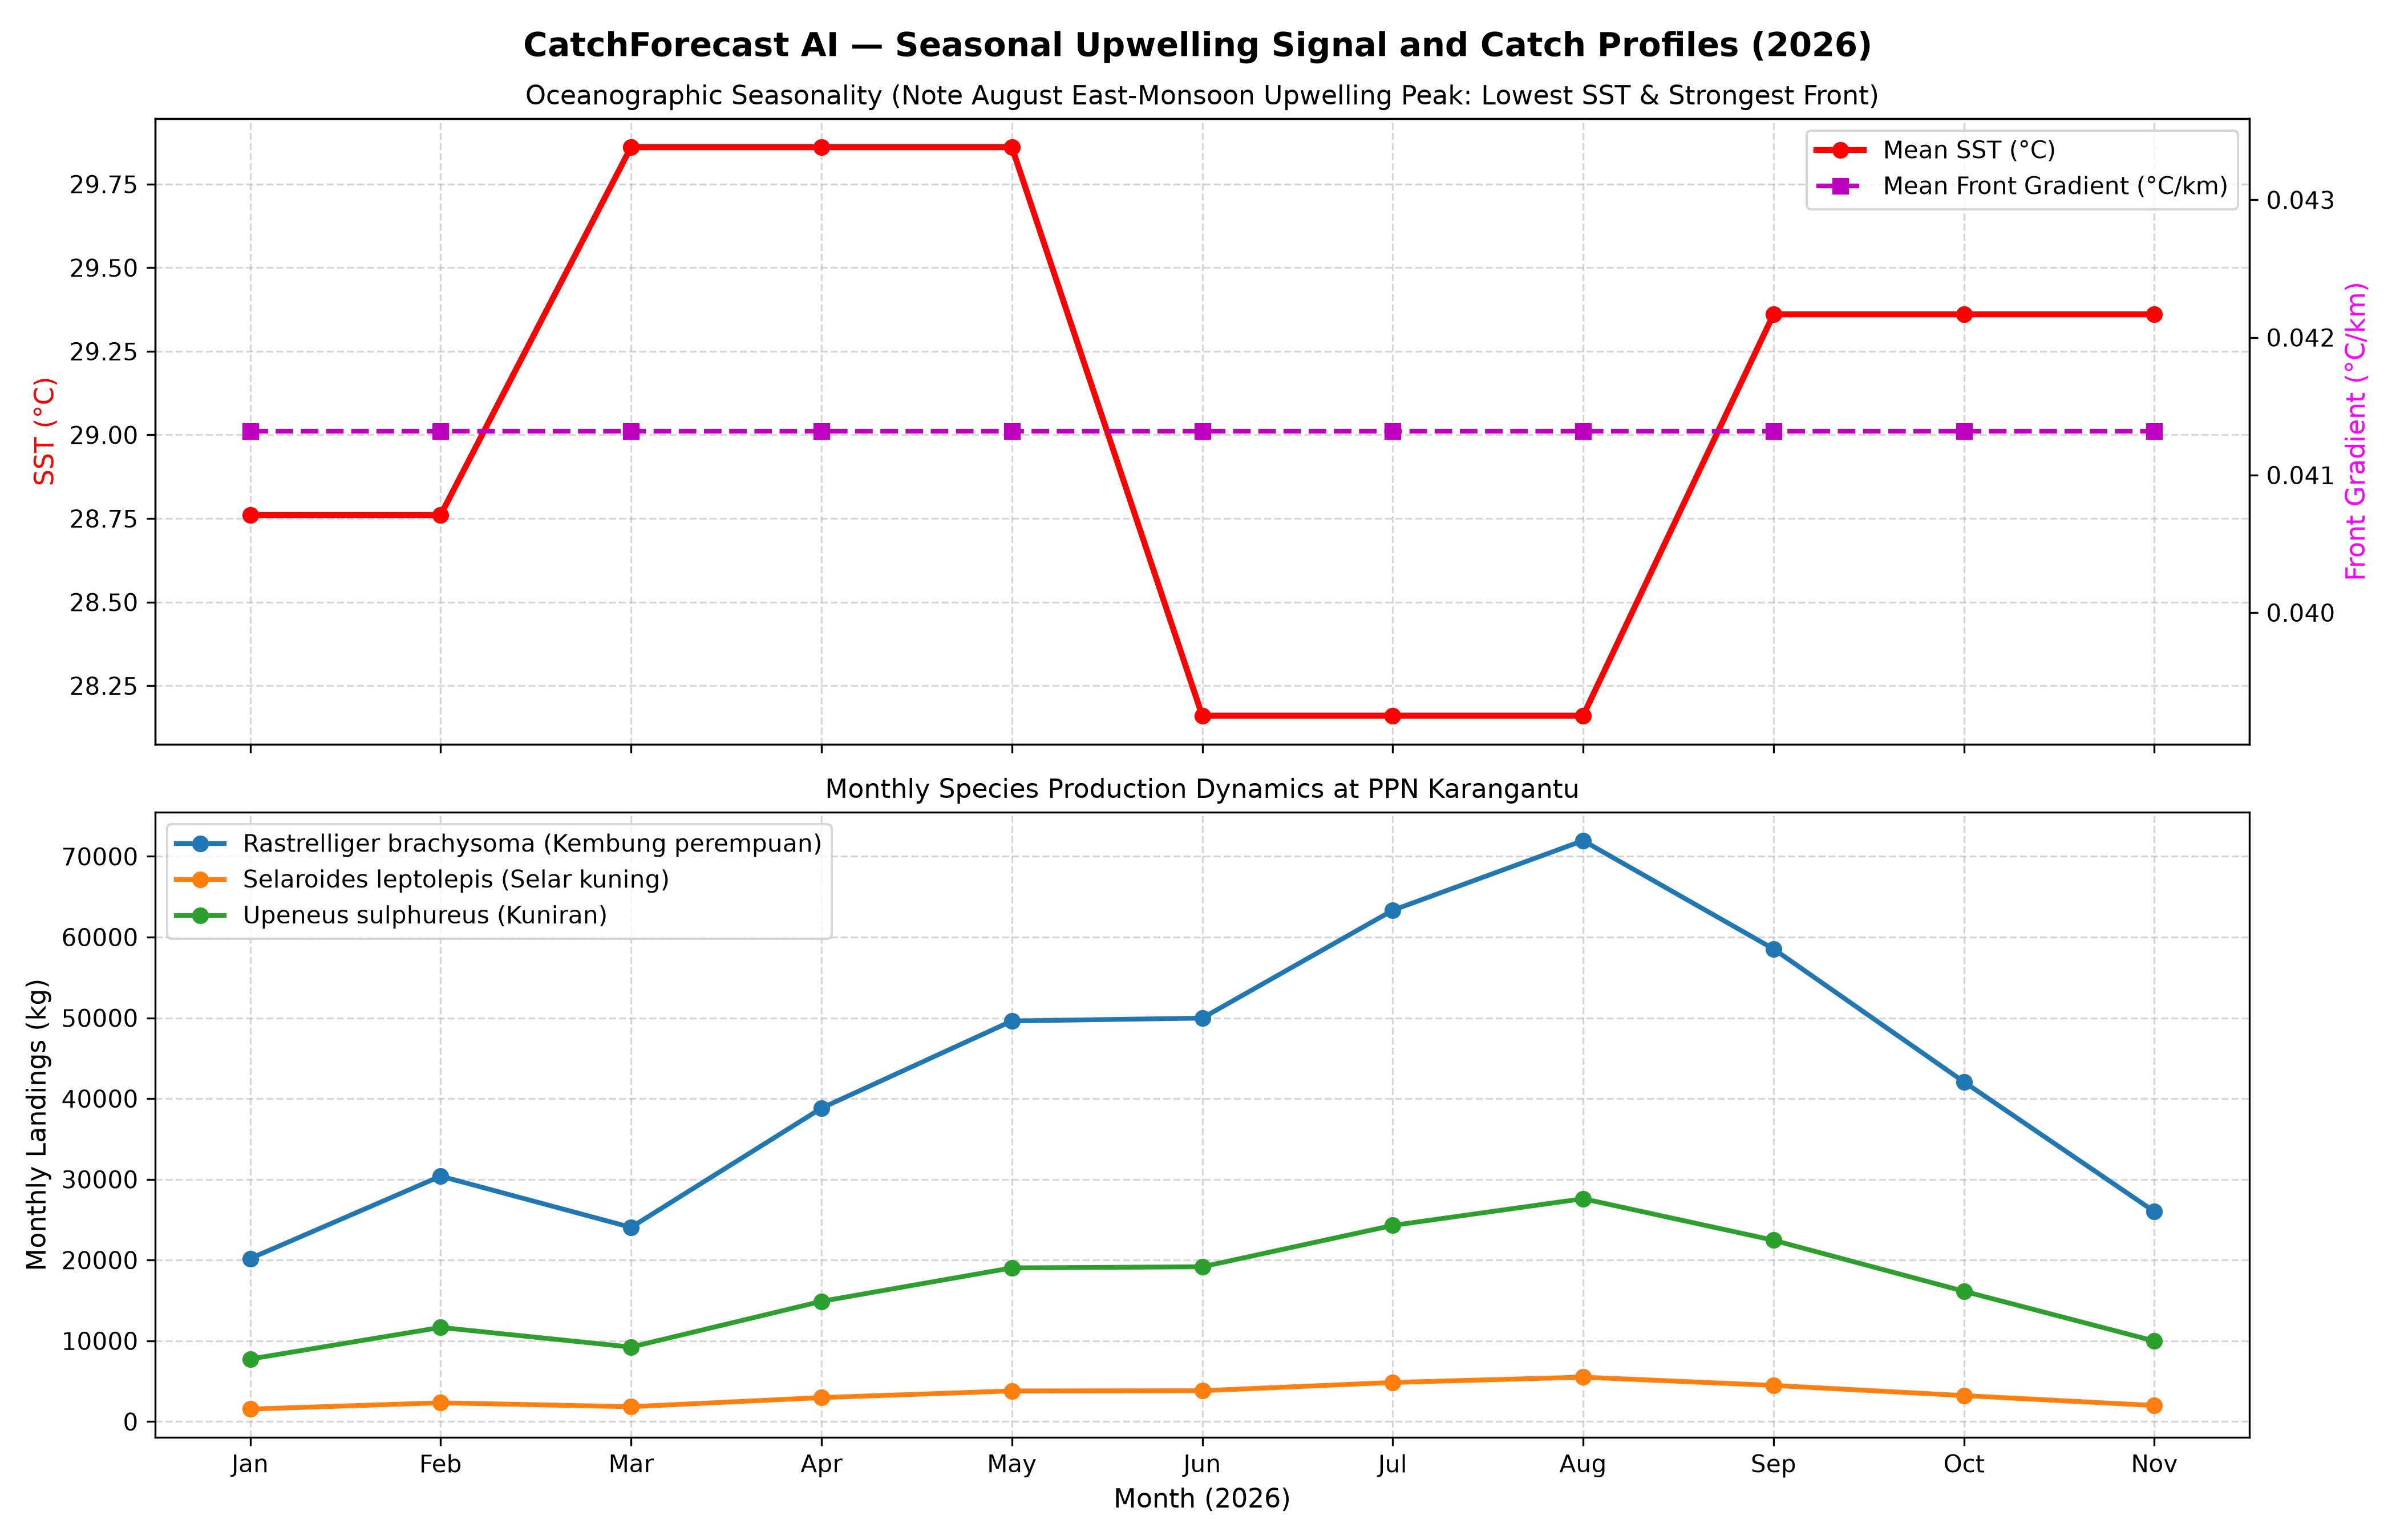 CatchForecast AI — Seasonal Upwelling Signal and Catch Profiles (2026)
Oceanographic Seasonality (Note August East-Monsoon Upwelling Peak: Lowest SST & Strongest Front)
Mean SST (°C)
Mean Front Gradient (°C/km)
29.75
29.50
29.25
29.00
28.75
28.50
28.25
SST (°C)
0.043
0.042
0.041
0.040
Front Gradient (°C/km)
Monthly Species Production Dynamics at PPN Karangantu
Rastrelliger brachysoma (Kembung perempuan)
Selaroides leptolepis (Selar kuning)
Upeneus sulphureus (Kuniran)
70000
60000
50000
40000
30000
20000
10000
0
Monthly Landings (kg)
Jan Feb Mar Apr May Jun Jul Aug Sep Oct Nov
Month (2026)